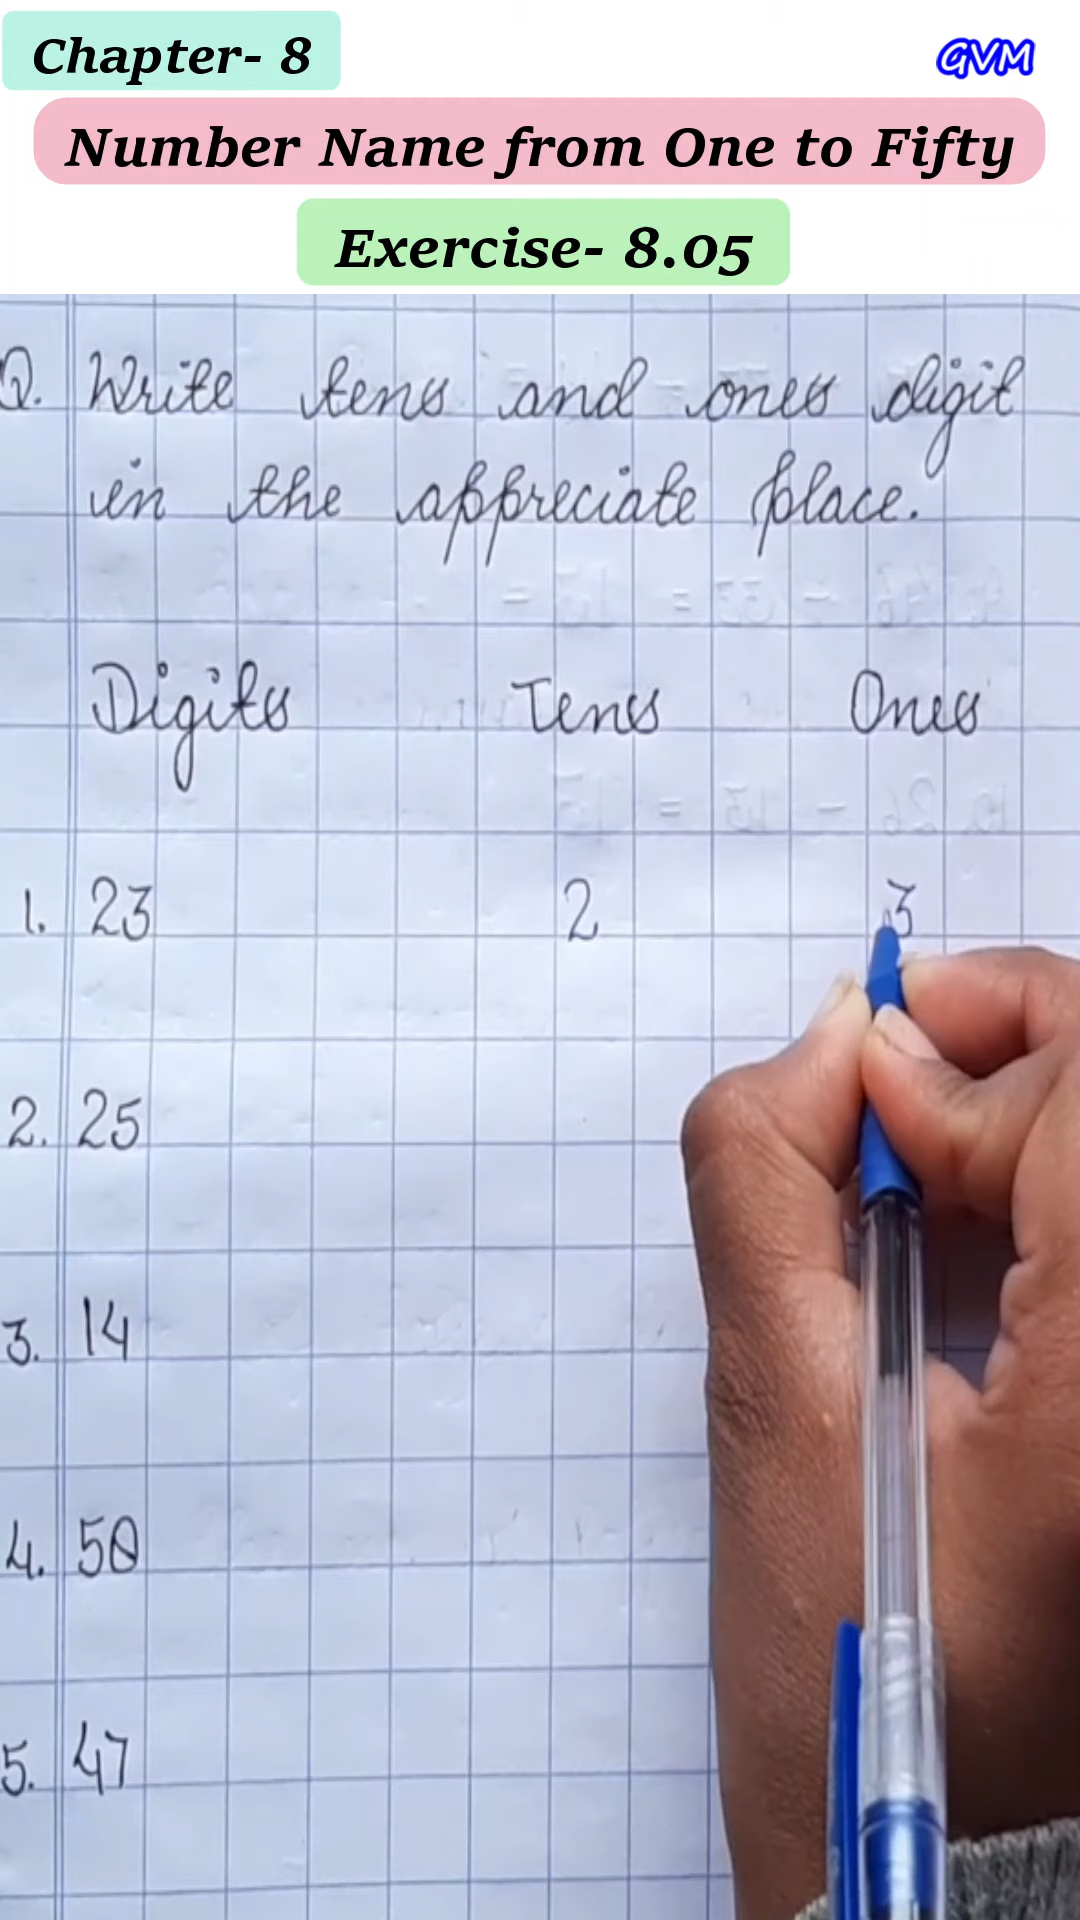 Chapter- 8
GVM
Number Name from One to Fifty
Exercise- 8.05
Q. Write tens and ones digit
in the appreciate place.
Digits Tens Ones
1. 23 2 3
2. 25
3. 14
4. 50
5. 47